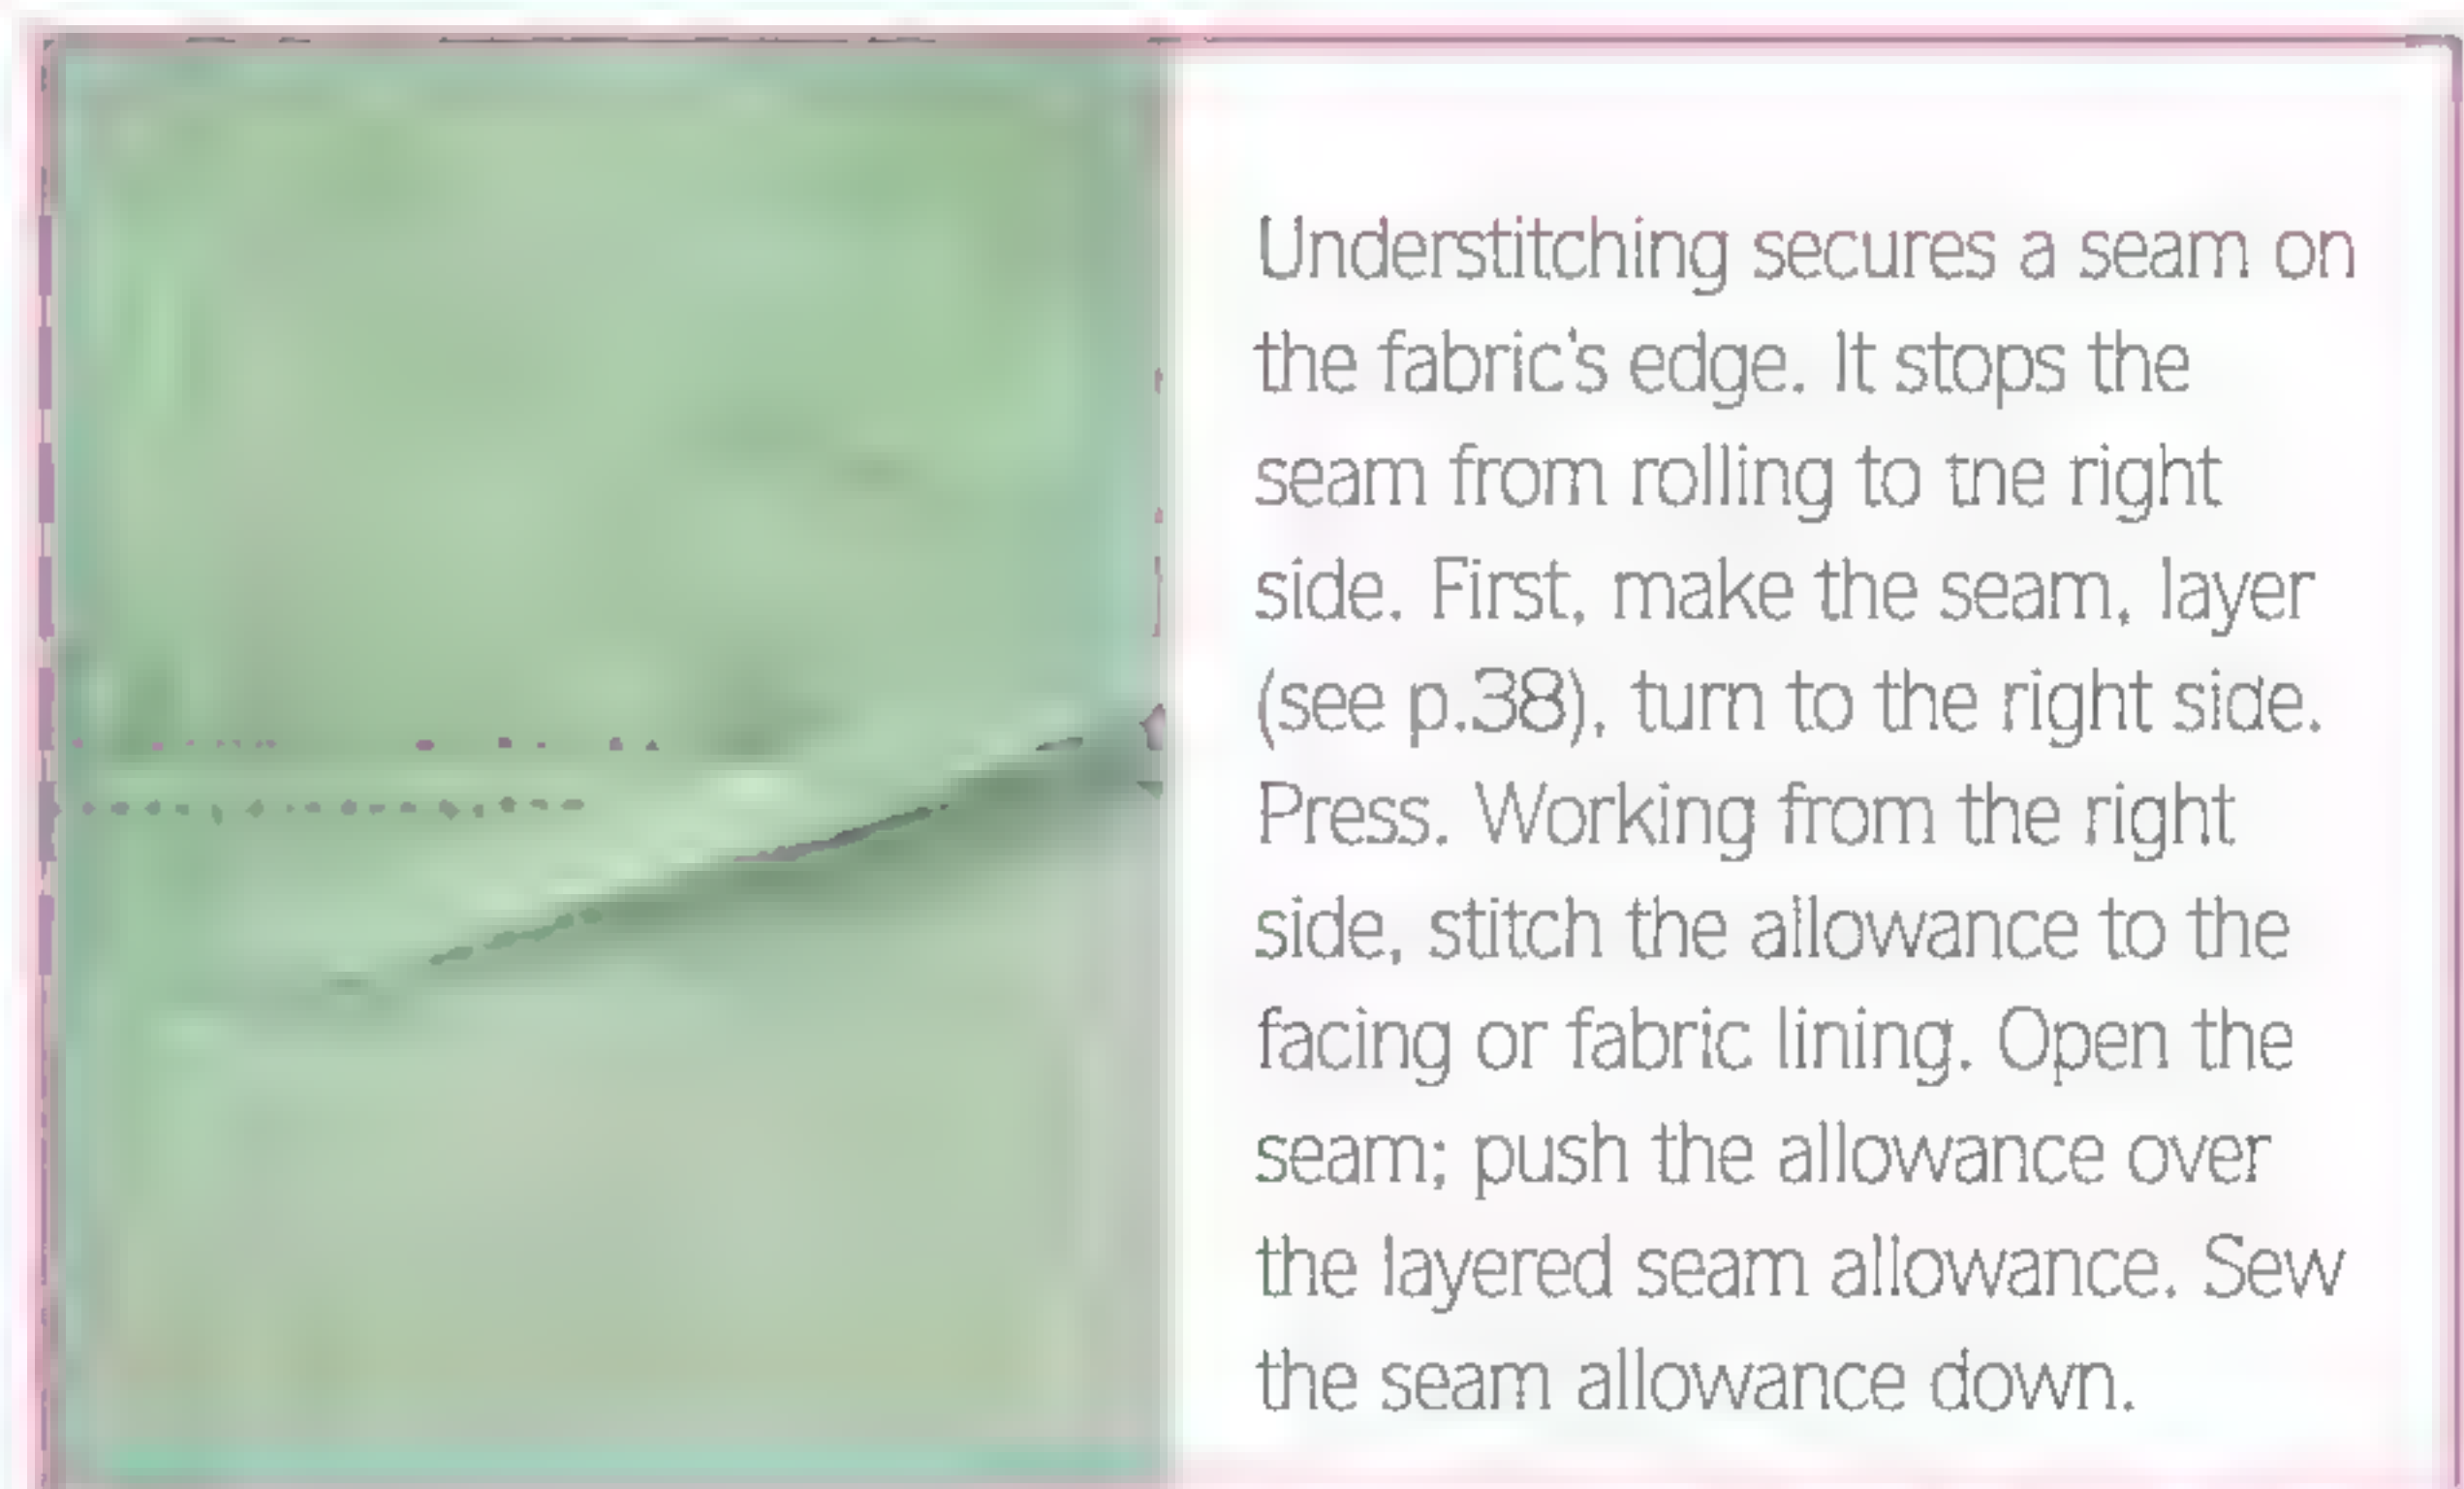 Understitching secures a seam on
the fabric's edge. It stops the
seam from rolling to the right
side. First, make the seam, layer
(see p.38), turn to the right side.
Press. Working from the right
side, stitch the allowance to the
facing or fabric lining. Open the
seam; push the allowance over
the layered seam allowance. Sew
the seam allowance down.